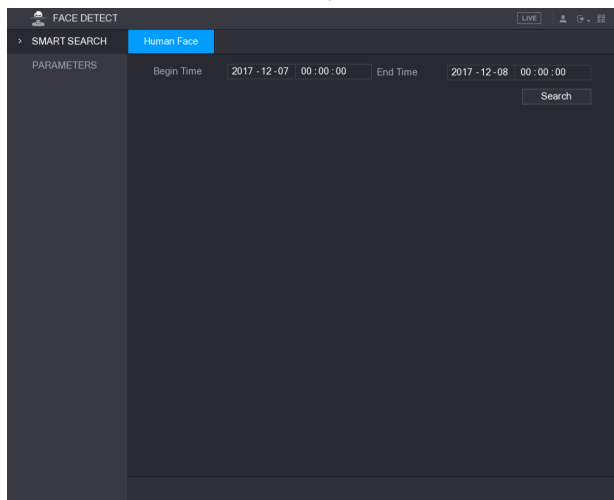 FACE DETECT LIVE
SMART SEARCH Human Face
PARAMETERS
Begin Time 2017 - 12 - 07 00 : 00 : 00 End Time 2017 - 12 - 08 00 : 00 : 00
Search